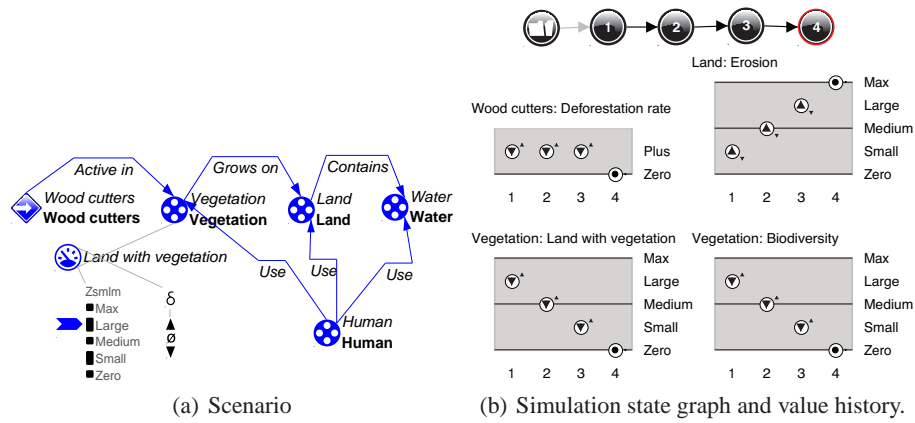 Active in
Grows on
Contains
Wood cutters
Wood cutters
Vegetation
Vegetation
Land
Land
Water
Water
Land with vegetation
Use
Use
Use
Zsmlm
Max
Large
Medium
Small
Zero
δ
ø
Human
Human
(a) Scenario
1
2
3
4
Land: Erosion
Max
Large
Medium
Small
Zero
1 2 3 4
Wood cutters: Deforestation rate
Plus
Zero
1 2 3 4
Vegetation: Land with vegetation
Max
Large
Medium
Small
Zero
1 2 3 4
Vegetation: Biodiversity
Max
Large
Medium
Small
Zero
1 2 3 4
(b) Simulation state graph and value history.